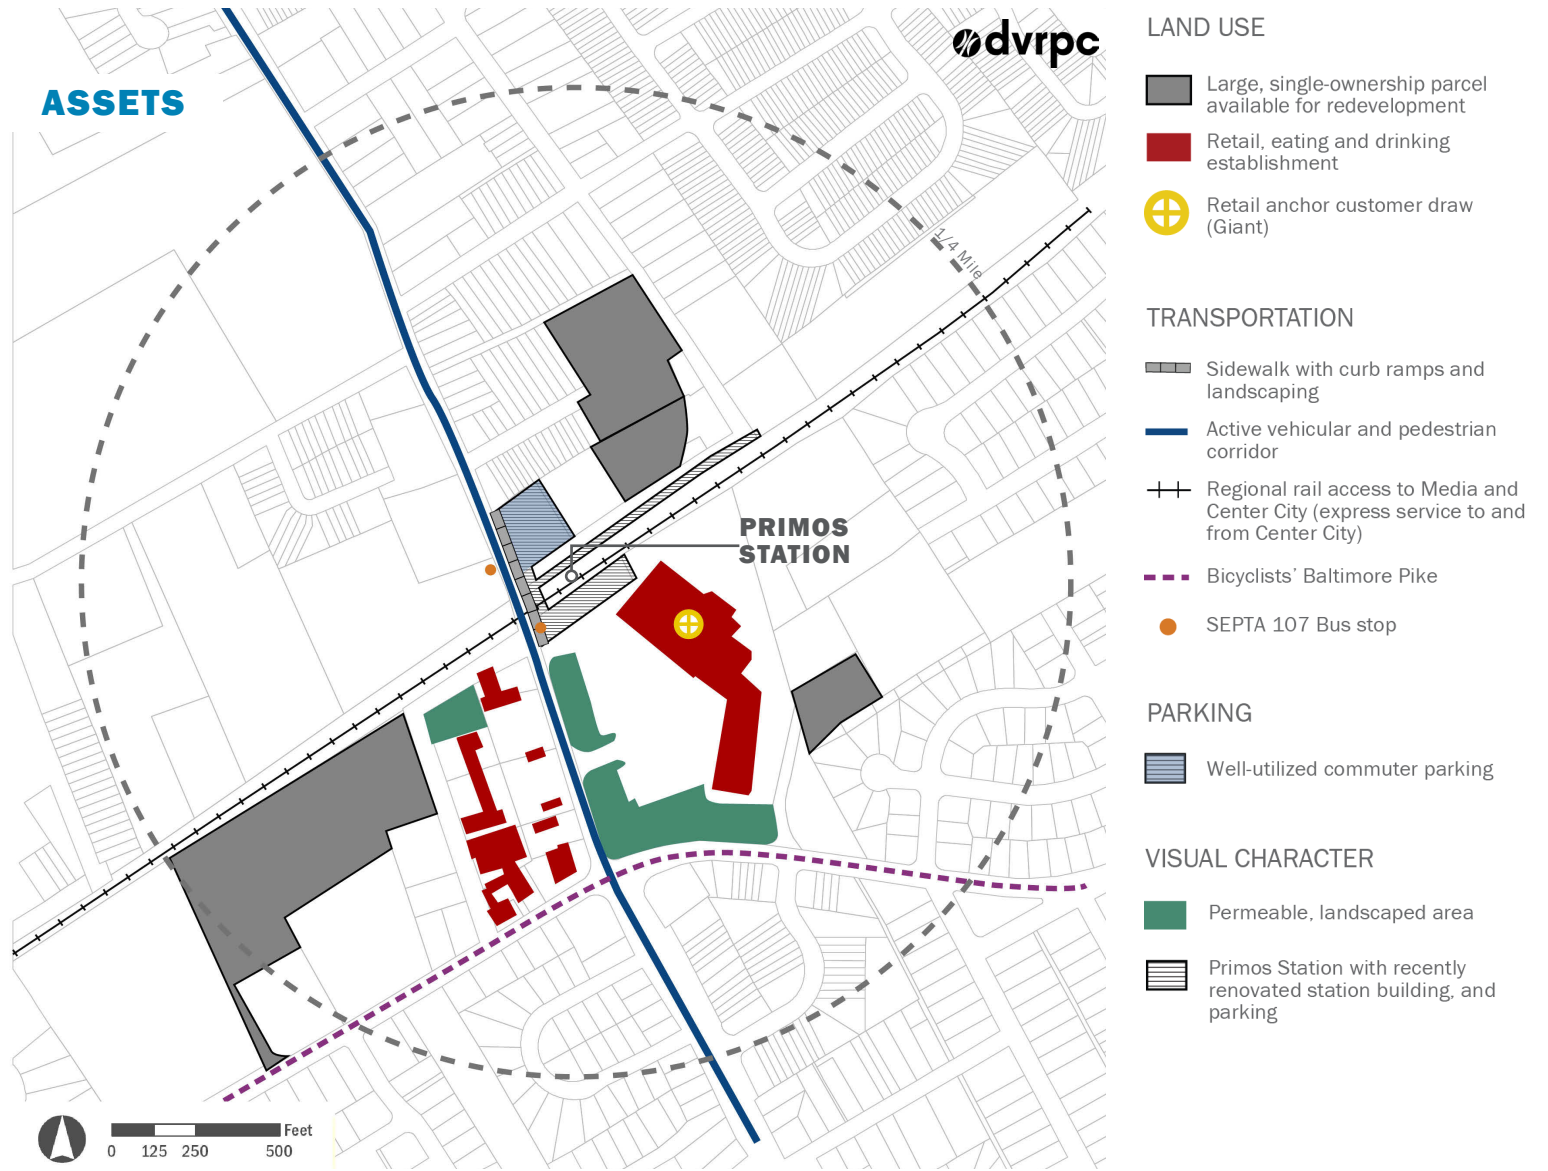 ASSETS
dvrpc
1/4 Mile
PRIMOS
STATION
Feet
0 125 250 500
LAND USE
Large, single-ownership parcel
available for redevelopment
Retail, eating and drinking
establishment
Retail anchor customer draw
(Giant)
TRANSPORTATION
Sidewalk with curb ramps and
landscaping
Active vehicular and pedestrian
corridor
Regional rail access to Media and
Center City (express service to and
from Center City)
Bicyclists' Baltimore Pike
SEPTA 107 Bus stop
PARKING
Well-utilized commuter parking
VISUAL CHARACTER
Permeable, landscaped area
Primos Station with recently
renovated station building, and
parking